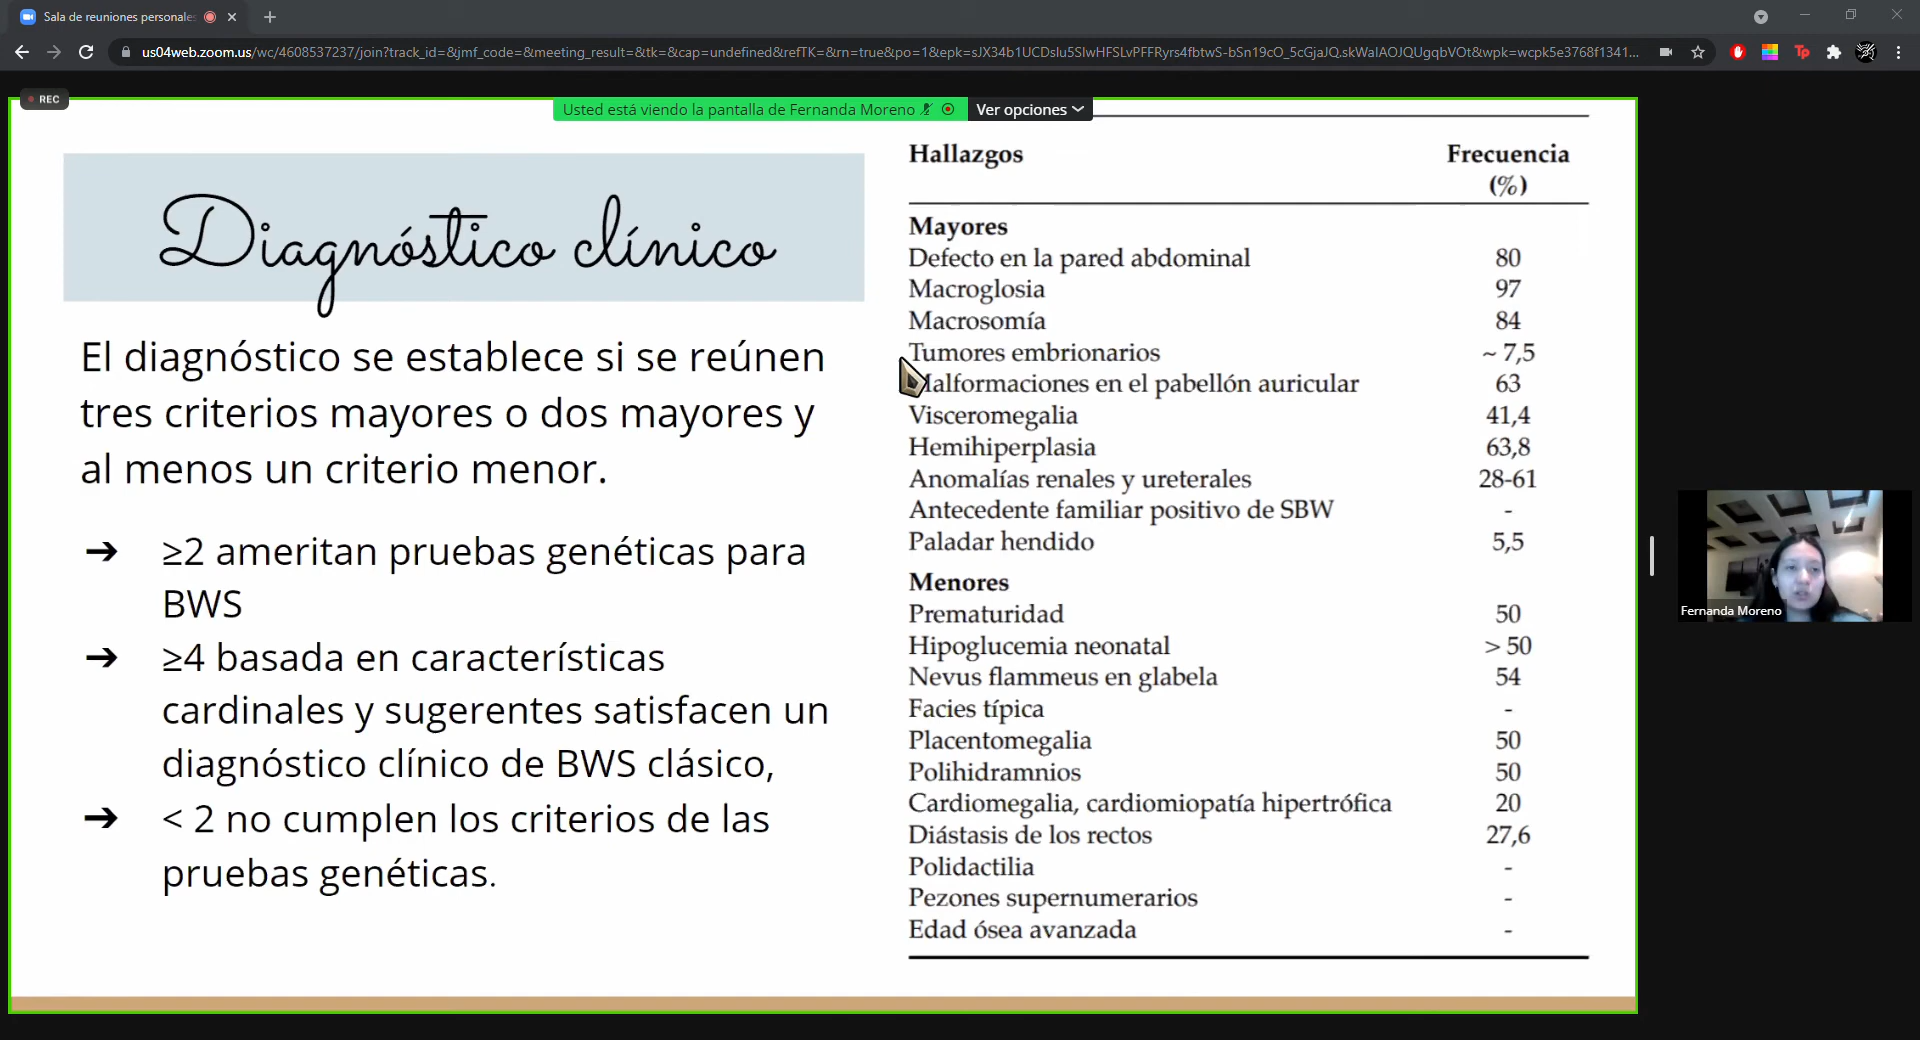 Sala de reuniones personales
us04web.zoom.us/wc/4608537237/join?track_id=&jmf_code=&meeting_result=&tk=&cap=undefined&refTK=&rn=true&po=1&epk=sJX34b1UCDslu5SlwHFSLvPFFRyrs4fbtwS-bSn19cO_5cGjaJQ.skWaIAOJQUgqbVOt&wpk=wcpk5e3768f1341...
REC
Usted está viendo la pantalla de Fernanda Moreno
Ver opciones
Diagnóstico clínico
El diagnóstico se establece si se reúnen
tres criterios mayores o dos mayores y
al menos un criterio menor.
➔ ≥2 ameritan pruebas genéticas para
BWS
➔ ≥4 basada en características
cardinales y sugerentes satisfacen un
diagnóstico clínico de BWS clásico,
➔ < 2 no cumplen los criterios de las
pruebas genéticas.
Hallazgos Frecuencia
(%)
Mayores
Defecto en la pared abdominal 80
Macroglosia 97
Macrosomía 84
Tumores embrionarios ~ 7,5
Malformaciones en el pabellón auricular 63
Visceromegalia 41,4
Hemihiperplasia 63,8
Anomalías renales y ureterales 28-61
Antecedente familiar positivo de SBW -
Paladar hendido 5,5
Menores
Prematuridad 50
Hipoglucemia neonatal > 50
Nevus flammeus en glabela 54
Facies típica -
Placentomegalia 50
Polihidramnios 50
Cardiomegalia, cardiomiopatía hipertrófica 20
Diástasis de los rectos 27,6
Polidactilia -
Pezones supernumerarios -
Edad ósea avanzada -
Fernanda Moreno